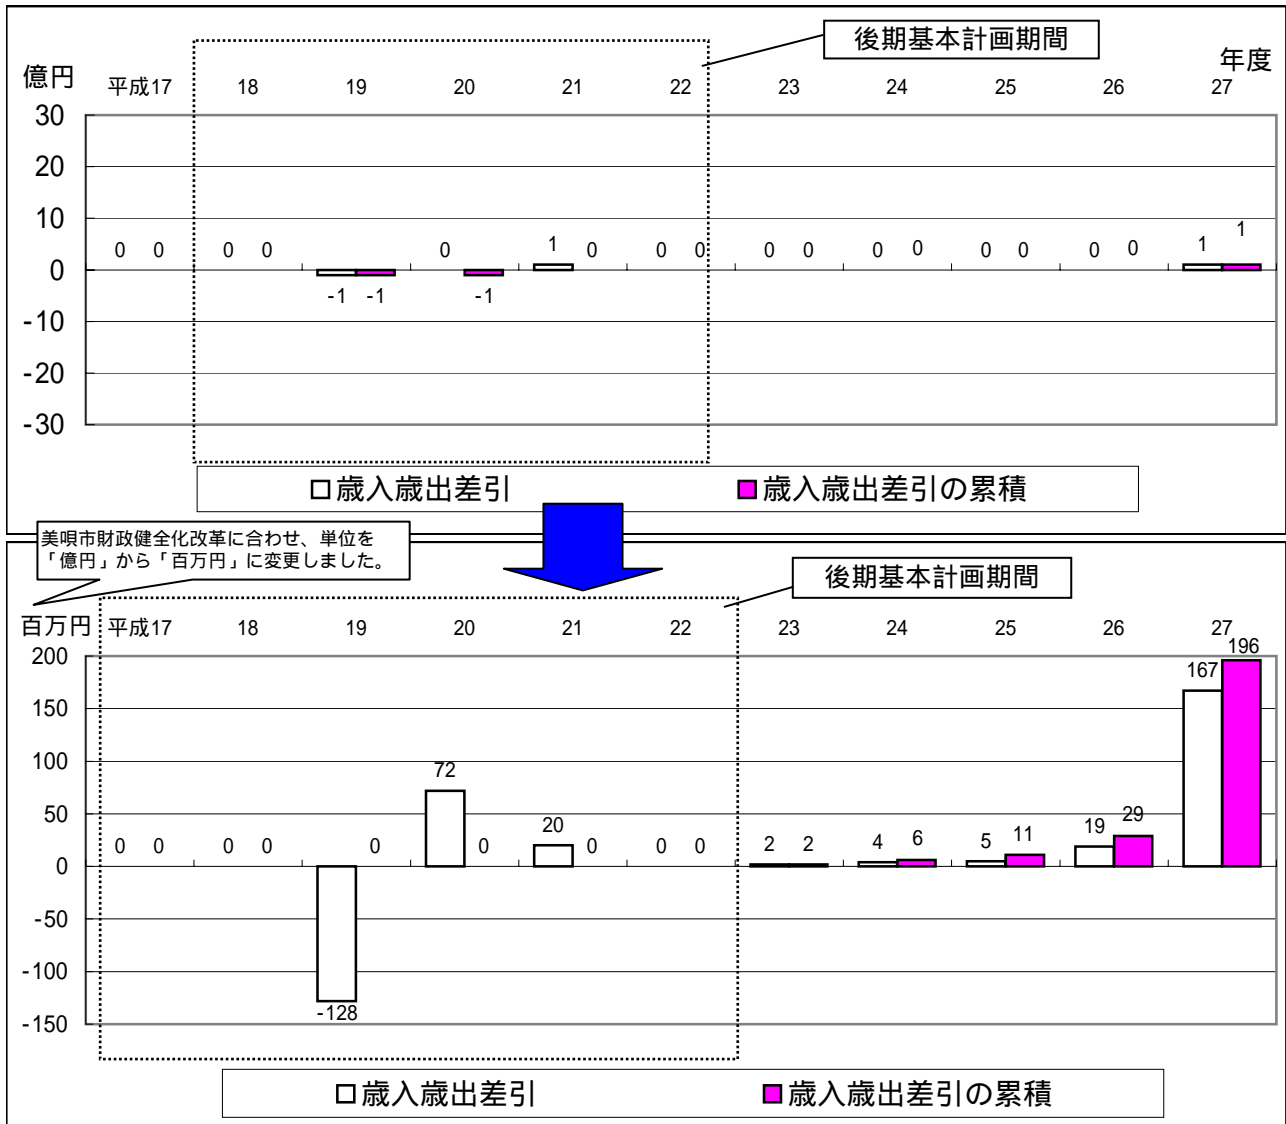 後期基本計画期間
億円 平成17 18 19 20 21 22 23 24 25 26 27 年度
30
20
10
0
-10
-20
-30
0 0 0 0 -1 -1 0 -1 1 0 0 0 0 0 0 0 0 0 0 0 1 1
□歳入歳出差引 ■歳入歳出差引の累積
美唄市財政健全化改革に合わせ、単位を
「億円」から「百万円」に変更しました。
後期基本計画期間
百万円 平成17 18 19 20 21 22 23 24 25 26 27
200
150
100
50
0
-50
-100
-150
0 0 0 0 -128 0 72 0 20 0 0 0 2 2 4 6 5 11 19 29 167 196
□歳入歳出差引 ■歳入歳出差引の累積